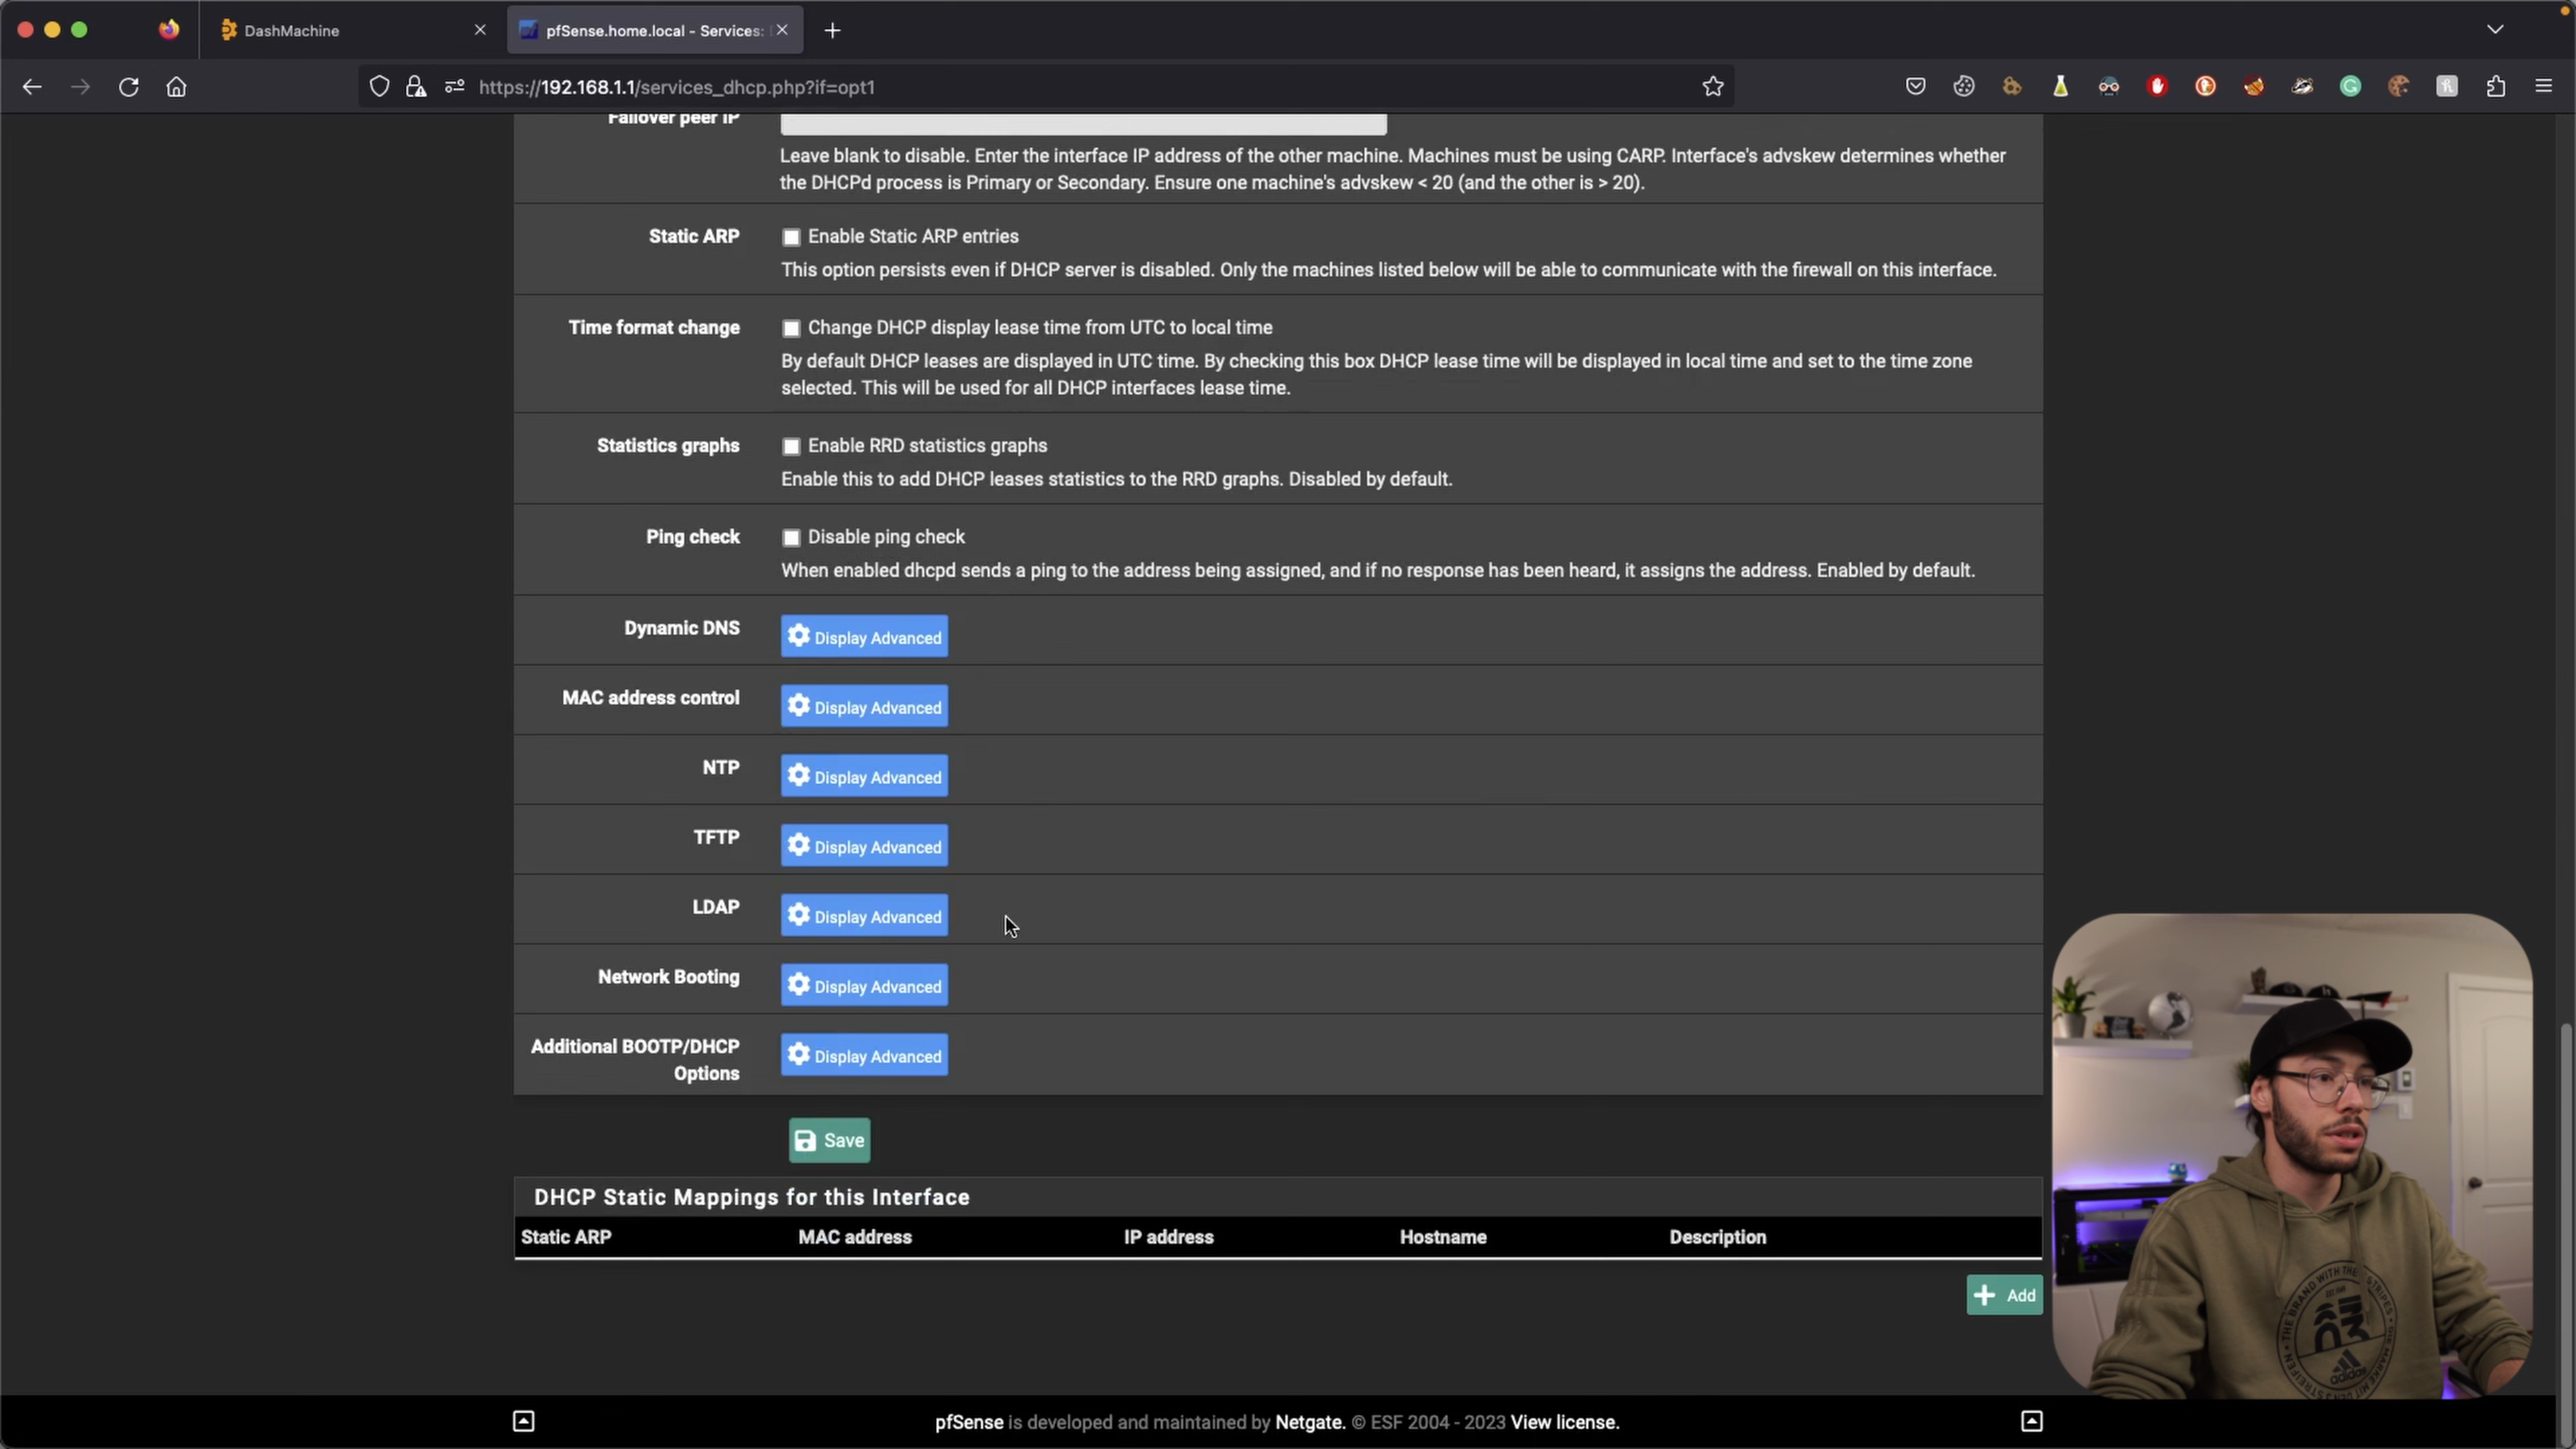 DashMachine
pfSense.home.local - Services:
https://192.168.1.1/services_dhcp.php?if=opt1
Failover peer IP
Leave blank to disable. Enter the interface IP address of the other machine. Machines must be using CARP. Interface's advskew determines whether
the DHCPd process is Primary or Secondary. Ensure one machine's advskew < 20 (and the other is > 20).
Static ARP
Enable Static ARP entries
This option persists even if DHCP server is disabled. Only the machines listed below will be able to communicate with the firewall on this interface.
Time format change
Change DHCP display lease time from UTC to local time
By default DHCP leases are displayed in UTC time. By checking this box DHCP lease time will be displayed in local time and set to the time zone
selected. This will be used for all DHCP interfaces lease time.
Statistics graphs
Enable RRD statistics graphs
Enable this to add DHCP leases statistics to the RRD graphs. Disabled by default.
Ping check
Disable ping check
When enabled dhcpd sends a ping to the address being assigned, and if no response has been heard, it assigns the address. Enabled by default.
Dynamic DNS
Display Advanced
MAC address control
Display Advanced
NTP
Display Advanced
TFTP
Display Advanced
LDAP
Display Advanced
Network Booting
Display Advanced
Additional BOOTP/DHCP
Options
Display Advanced
Save
DHCP Static Mappings for this Interface
Static ARP MAC address IP address Hostname Description
Add
THE BRAND WITH THE STRIPES
adidas
pfSense is developed and maintained by Netgate. © ESF 2004 - 2023 View license.